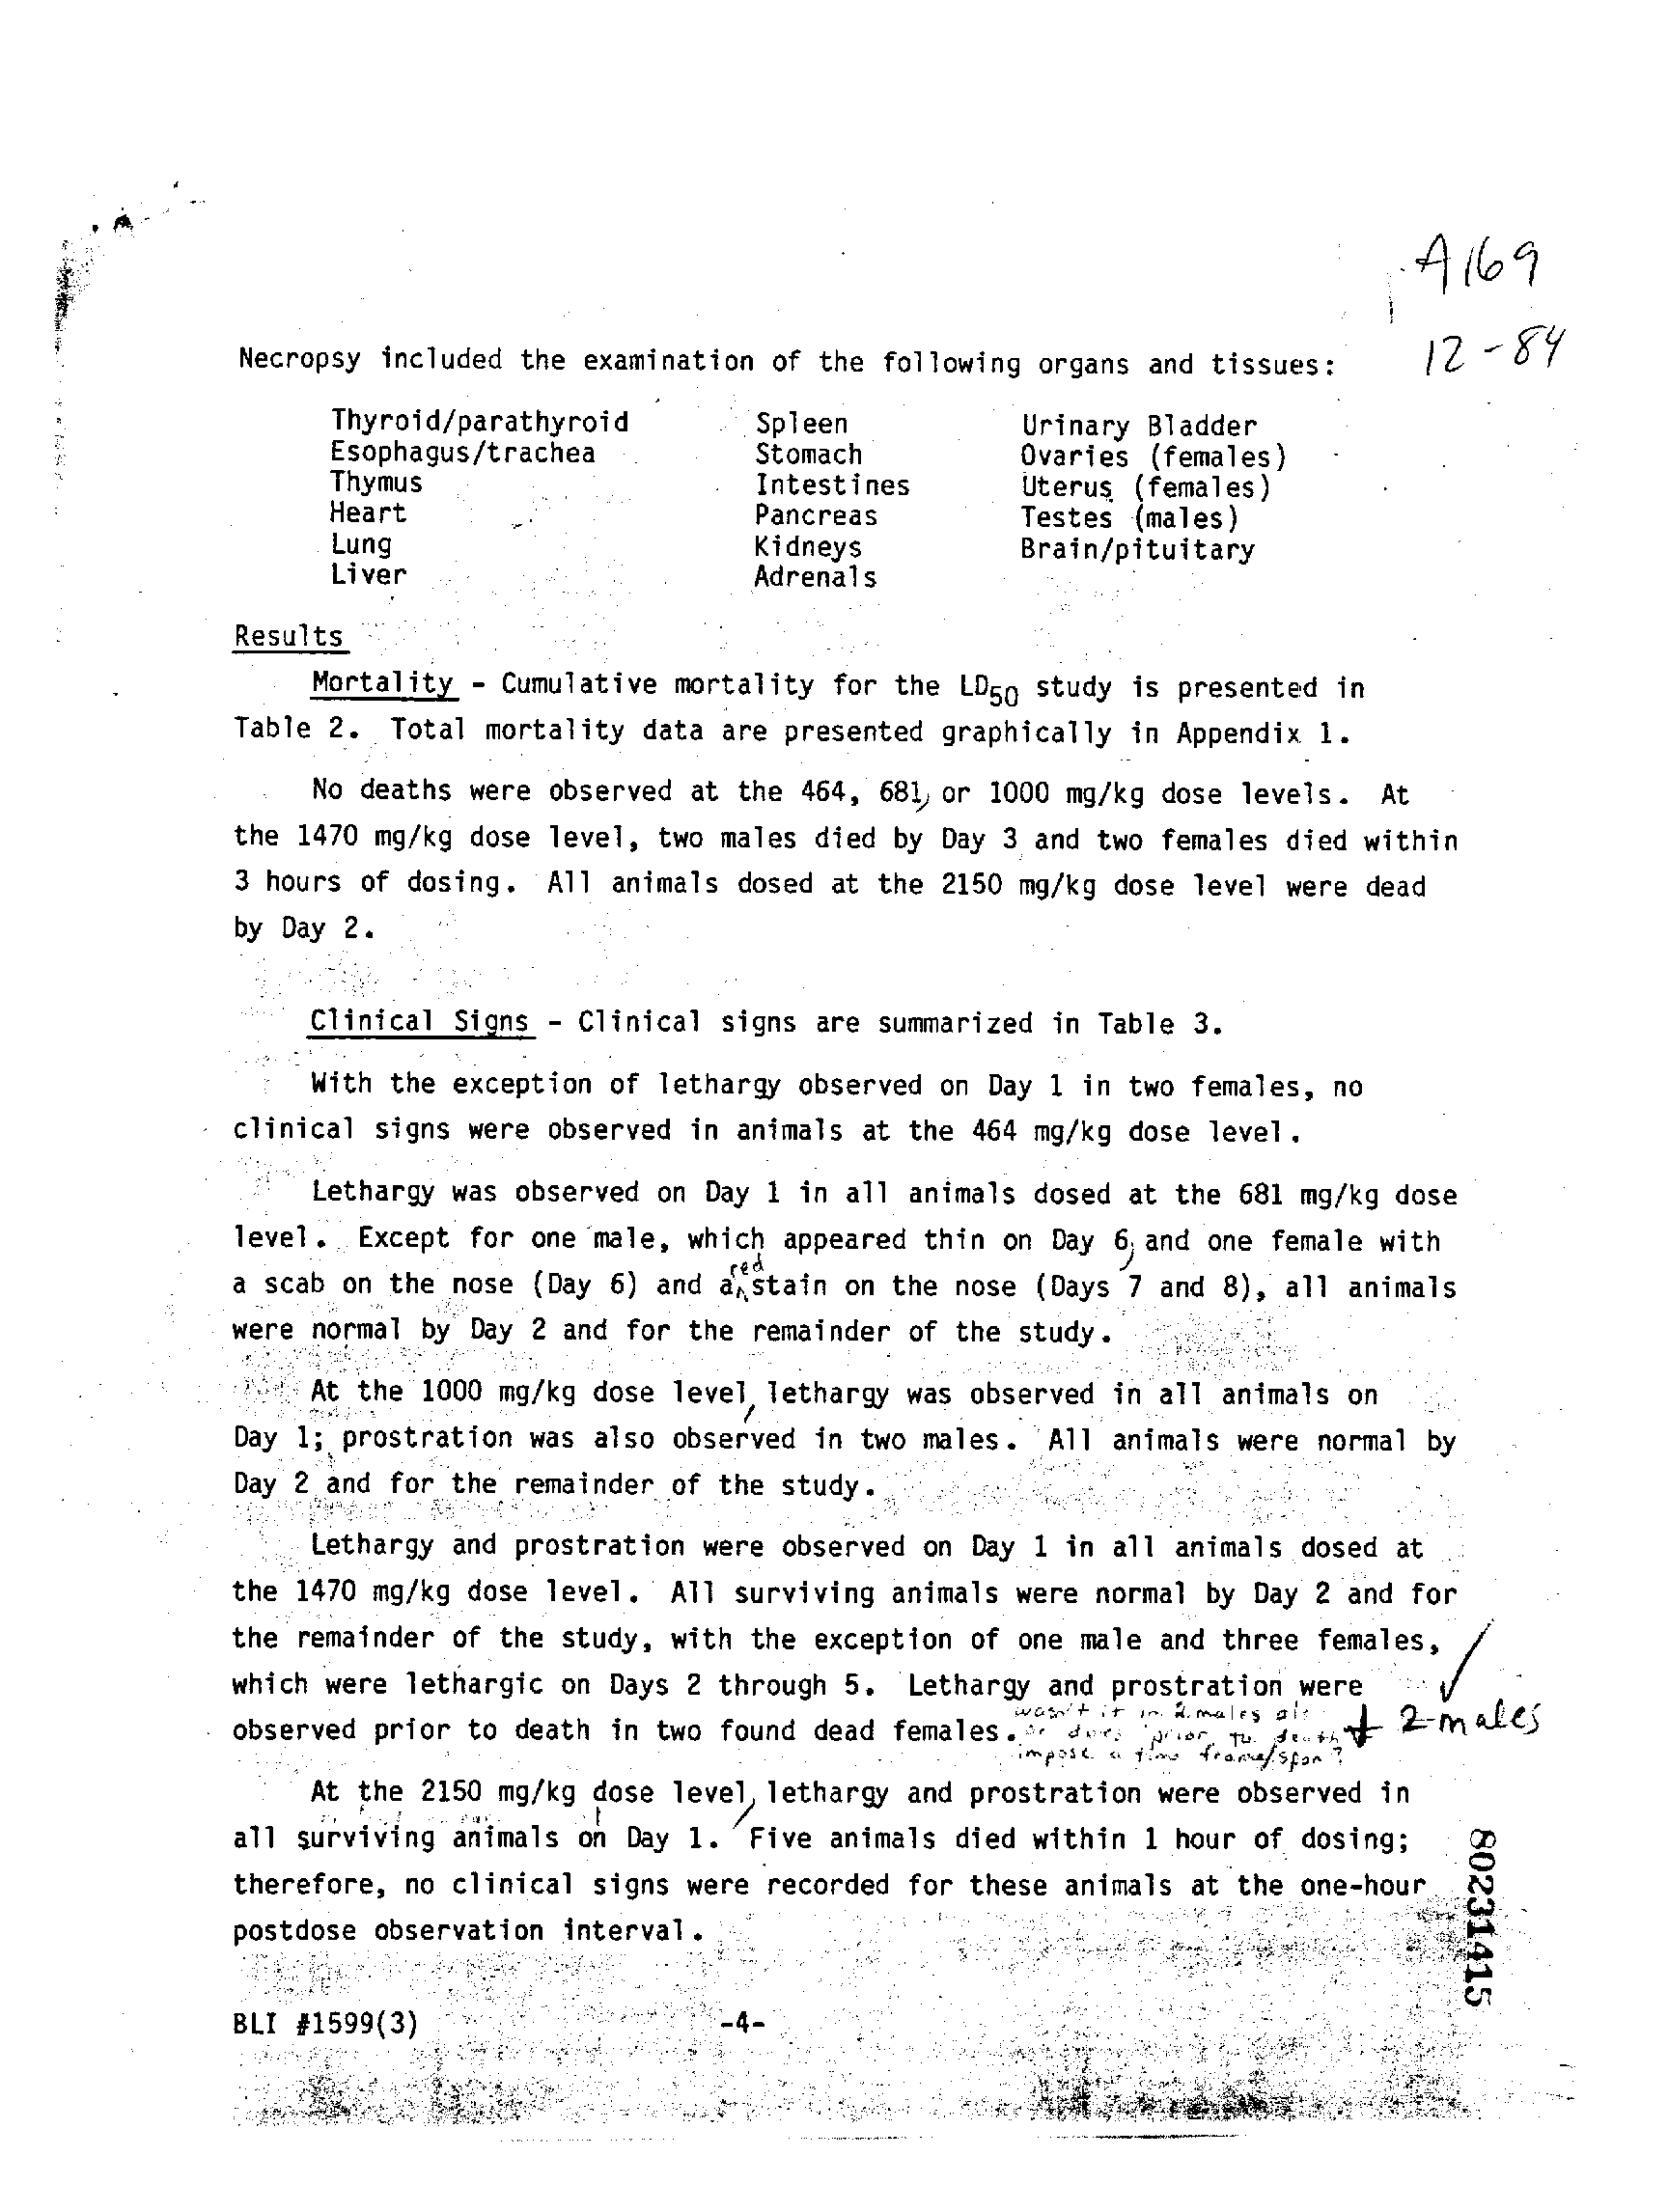 A169
12-84
Necropsy included the examination of the following organs and tissues:
Thyroid/parathyroid Spleen Urinary Bladder
Esophagus/trachea Stomach Ovaries (females)
Thymus Intestines Uterus (females)
Heart Pancreas Testes (males)
Lung Kidneys Brain/pituitary
Liver Adrenals
Results
Mortality - Cumulative mortality for the LD50 study is presented in
Table 2. Total mortality data are presented graphically in Appendix 1.
No deaths were observed at the 464, 681, or 1000 mg/kg dose levels. At
the 1470 mg/kg dose level, two males died by Day 3 and two females died within
3 hours of dosing. All animals dosed at the 2150 mg/kg dose level were dead
by Day 2.
Clinical Signs - Clinical signs are summarized in Table 3.
With the exception of lethargy observed on Day 1 in two females, no
clinical signs were observed in animals at the 464 mg/kg dose level.
Lethargy was observed on Day 1 in all animals dosed at the 681 mg/kg dose
level. Except for one male, which appeared thin on Day 6, and one female with
a scab on the nose (Day 6) and a red stain on the nose (Days 7 and 8), all animals
were normal by Day 2 and for the remainder of the study.
At the 1000 mg/kg dose level, lethargy was observed in all animals on
Day 1; prostration was also observed in two males. All animals were normal by
Day 2 and for the remainder of the study.
Lethargy and prostration were observed on Day 1 in all animals dosed at
the 1470 mg/kg dose level. All surviving animals were normal by Day 2 and for
the remainder of the study, with the exception of one male and three females,
which were lethargic on Days 2 through 5. Lethargy and prostration were
observed prior to death in two found dead females. + 2 males
wasn't it in 2 males als
or does prior to death
impose a time frame/span?
At the 2150 mg/kg dose level, lethargy and prostration were observed in
all surviving animals on Day 1. Five animals died within 1 hour of dosing;
therefore, no clinical signs were recorded for these animals at the one-hour
postdose observation interval.
80231415
BLI #1599(3) -4-